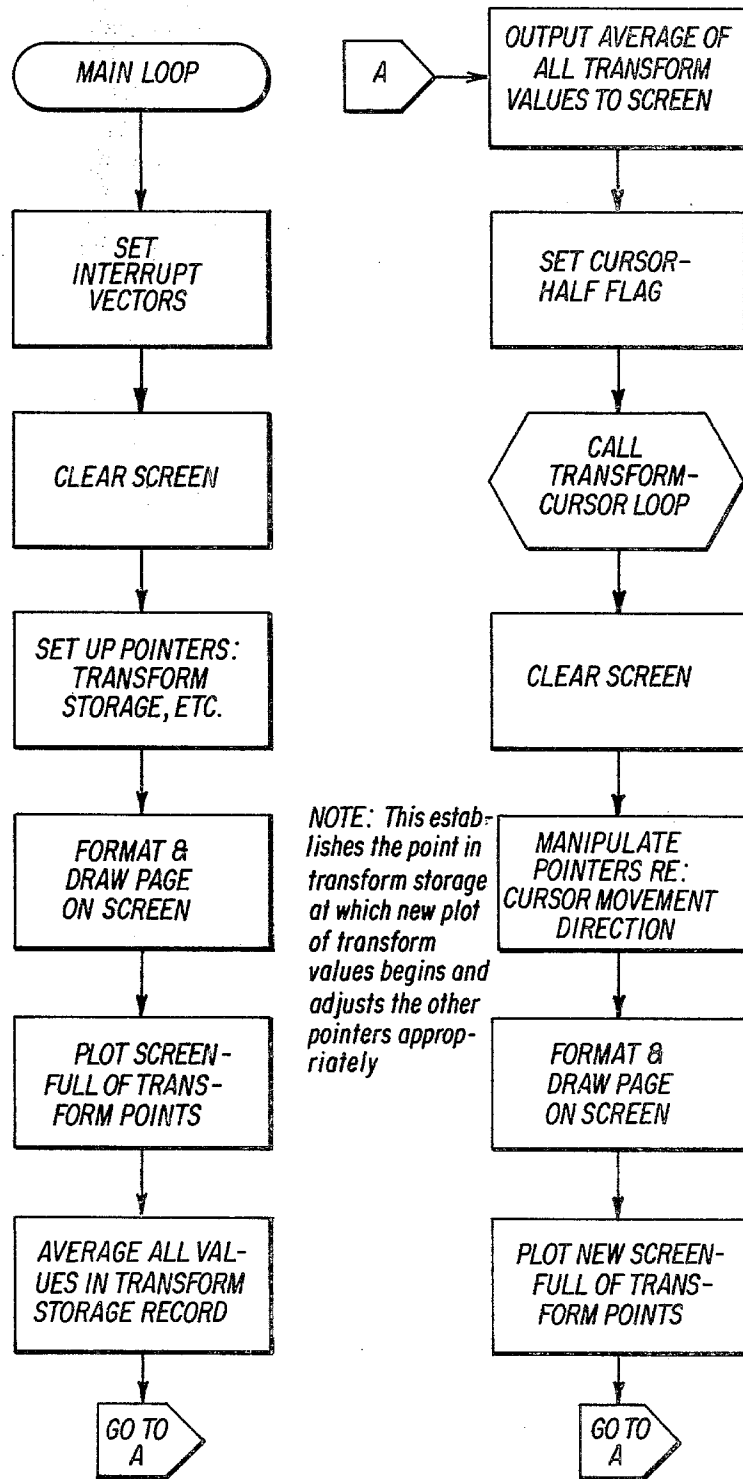 MAIN LOOP
SET
INTERRUPT
VECTORS
CLEAR SCREEN
SET UP POINTERS:
TRANSFORM
STORAGE, ETC.
FORMAT &
DRAW PAGE
ON SCREEN
PLOT SCREEN-
FULL OF TRANS-
FORM POINTS
AVERAGE ALL VAL-
UES IN TRANSFORM
STORAGE RECORD
GO TO
A
A
OUTPUT AVERAGE OF
ALL TRANSFORM
VALUES TO SCREEN
SET CURSOR-
HALF FLAG
CALL
TRANSFORM-
CURSOR LOOP
CLEAR SCREEN
NOTE: This estab-
lishes the point in
transform storage
at which new plot
of transform
values begins and
adjusts the other
pointers approp-
riately
MANIPULATE
POINTERS RE:
CURSOR MOVEMENT
DIRECTION
FORMAT &
DRAW PAGE
ON SCREEN
PLOT NEW SCREEN-
FULL OF TRANS-
FORM POINTS
GO TO
A